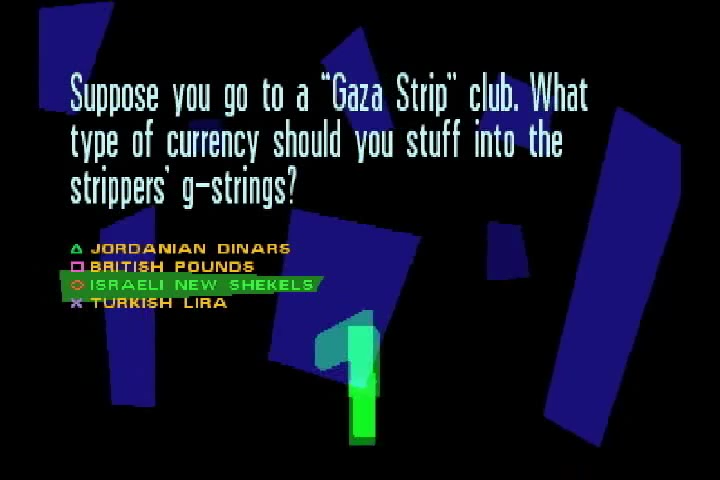 Suppose you go to a “Gaza Strip” club. What
type of currency should you stuff into the
strippers' g-strings?
△ JORDANIAN DINARS
□ BRITISH POUNDS
○ ISRAELI NEW SHEKELS
× TURKISH LIRA
1